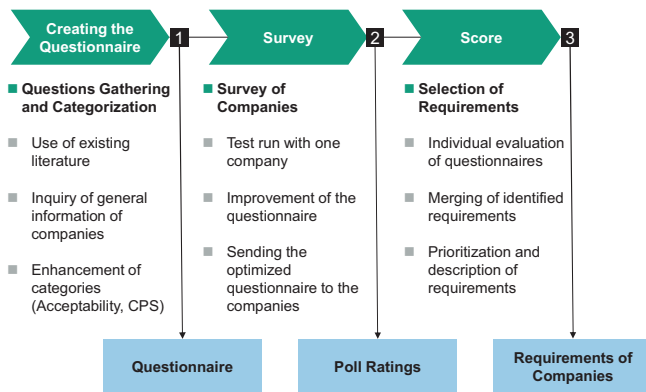 Creating the
Questionnaire
1
Survey
2
Score
3
Questions Gathering
and Categorization
Use of existing
literature
Inquiry of general
information of
companies
Enhancement of
categories
(Acceptability, CPS)
Survey of
Companies
Test run with one
company
Improvement of the
questionnaire
Sending the
optimized
questionnaire to the
companies
Selection of
Requirements
Individual evaluation
of questionnaires
Merging of identified
requirements
Prioritization and
description of
requirements
Questionnaire
Poll Ratings
Requirements of
Companies